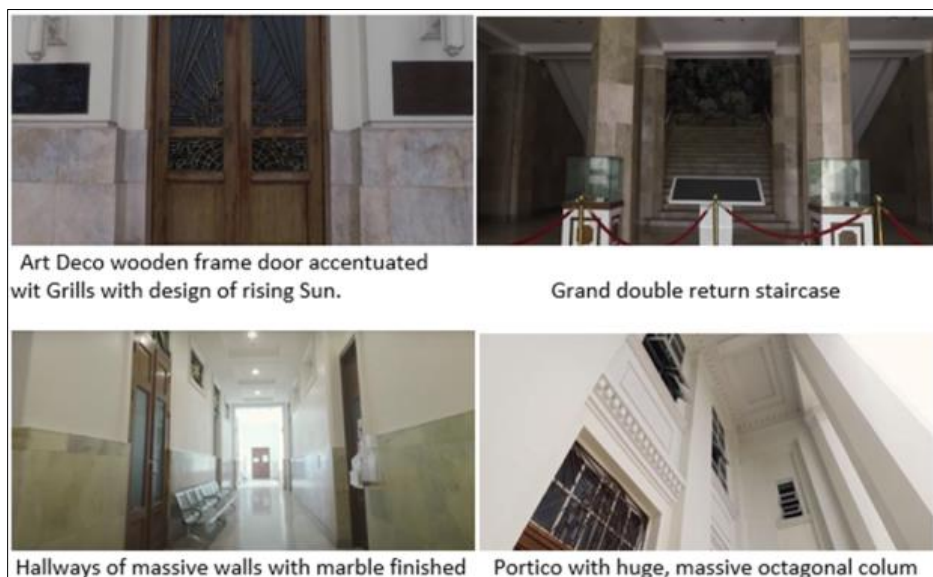 Art Deco wooden frame door accentuated
wit Grills with design of rising Sun.
Grand double return staircase
Hallways of massive walls with marble finished
Portico with huge, massive octagonal colum